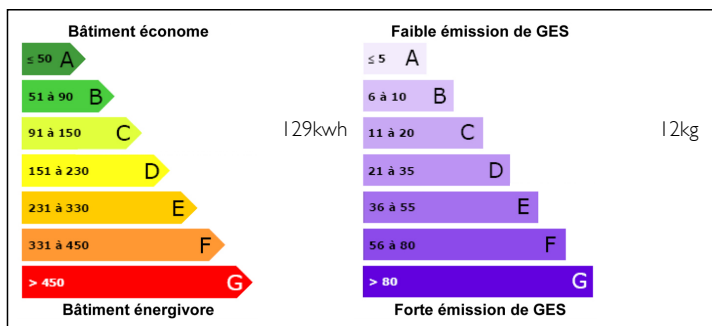 Bâtiment économe
≤ 50 A
51 à 90 B
91 à 150 C
129kwh
151 à 230 D
231 à 330 E
331 à 450 F
> 450 G
Bâtiment énergivore
Faible émission de GES
≤ 5 A
6 à 10 B
11 à 20 C
12kg
21 à 35 D
36 à 55 E
56 à 80 F
> 80 G
Forte émission de GES